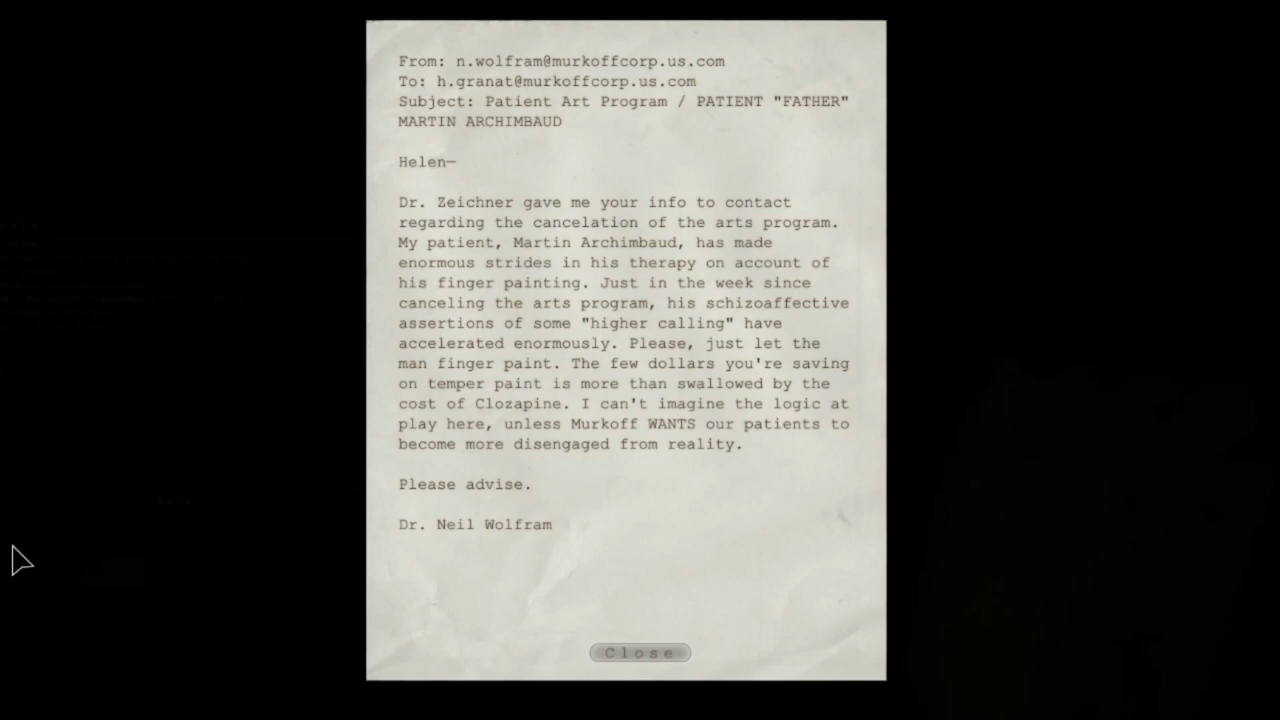 From: n.wolfram@murkoffcorp.us.com
To: h.granat@murkoffcorp.us.com
Subject: Patient Art Program / PATIENT "FATHER"
MARTIN ARCHIMBAUD
Helen—
Dr. Zeichner gave me your info to contact
regarding the cancelation of the arts program.
My patient, Martin Archimbaud, has made
enormous strides in his therapy on account of
his finger painting. Just in the week since
canceling the arts program, his schizoaffective
assertions of some "higher calling" have
accelerated enormously. Please, just let the
man finger paint. The few dollars you're saving
on temper paint is more than swallowed by the
cost of Clozapine. I can't imagine the logic at
play here, unless Murkoff WANTS our patients to
become more disengaged from reality.
Please advise.
Dr. Neil Wolfram
Close